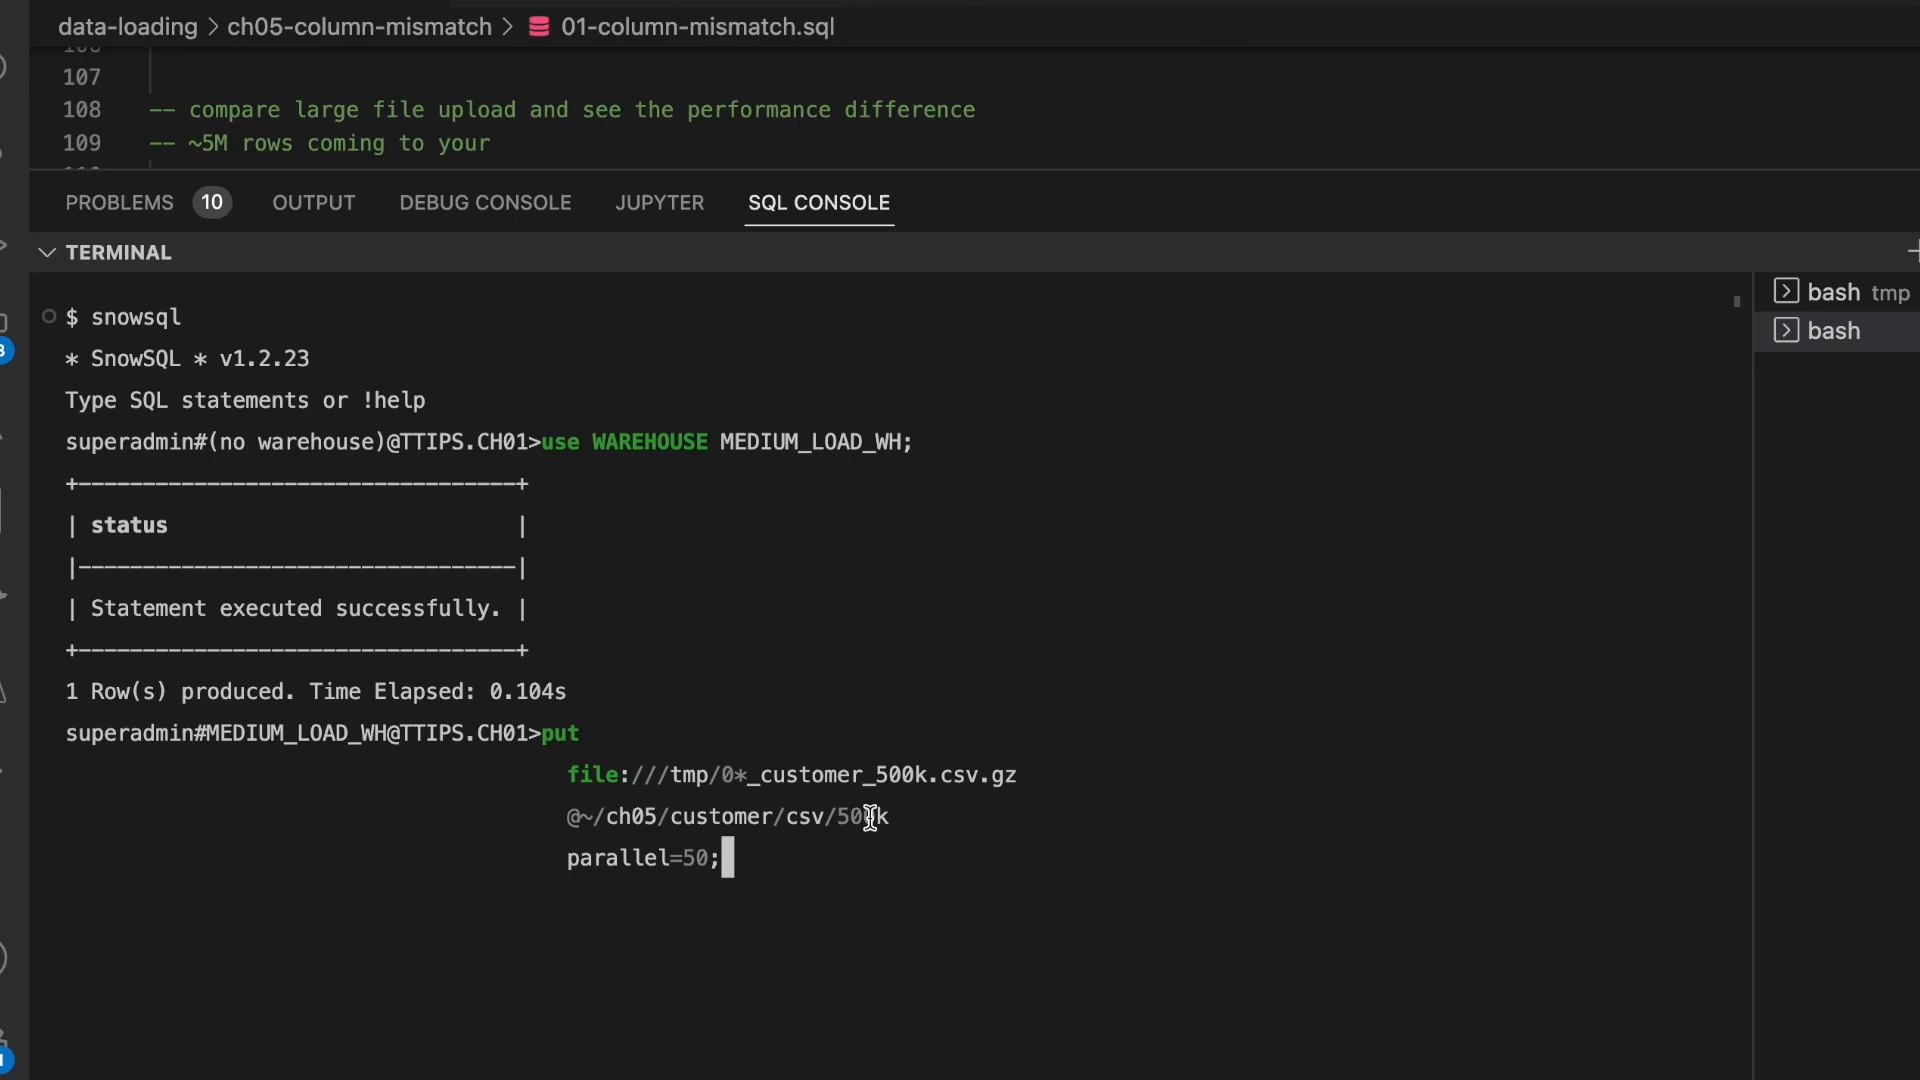 data-loading > ch05-column-mismatch > 01-column-mismatch.sql
107
108 -- compare large file upload and see the performance difference
109 -- ~5M rows coming to your
PROBLEMS 10 OUTPUT DEBUG CONSOLE JUPYTER SQL CONSOLE
TERMINAL
bash tmp
bash
$ snowsql
* SnowSQL * v1.2.23
Type SQL statements or !help
superadmin#(no warehouse)@TTIPS.CH01>use WAREHOUSE MEDIUM_LOAD_WH;
+----------------------------------+
| status |
|----------------------------------|
| Statement executed successfully. |
+----------------------------------+
1 Row(s) produced. Time Elapsed: 0.104s
superadmin#MEDIUM_LOAD_WH@TTIPS.CH01>put
file:///tmp/0*_customer_500k.csv.gz
@~/ch05/customer/csv/500k
parallel=50;